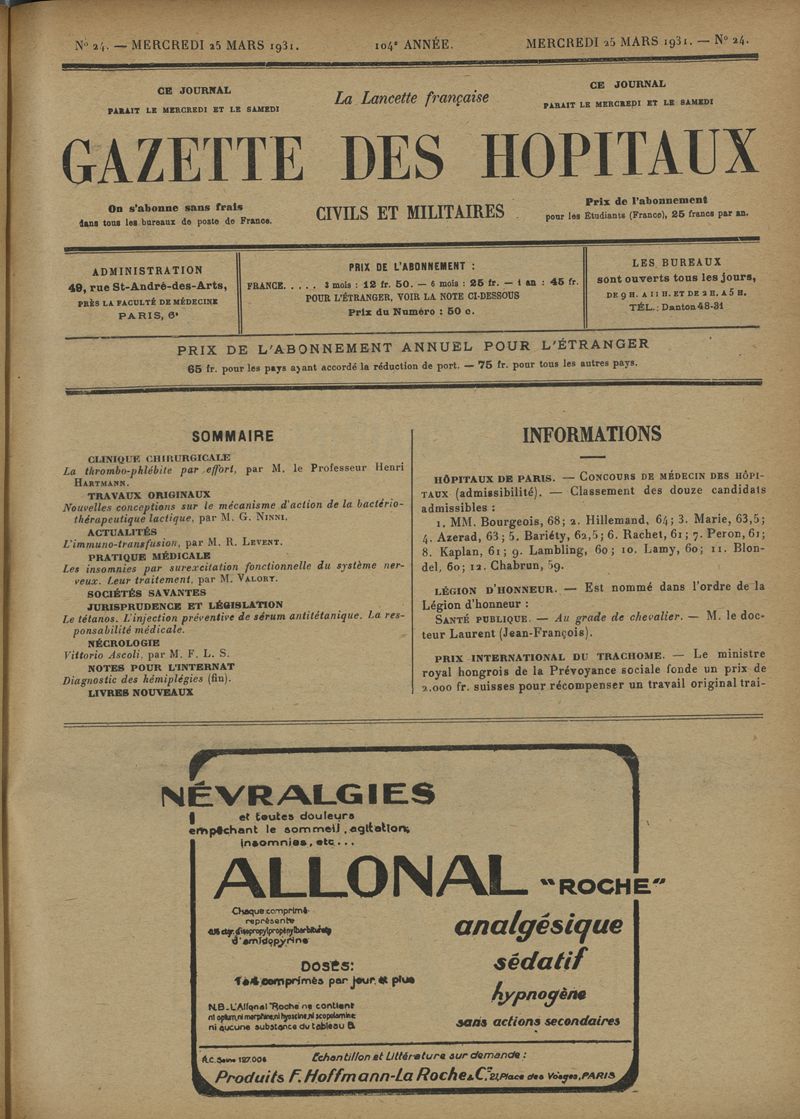 N° 24. — MERCREDI 25 MARS 1931.
104e ANNÉE.
MERCREDI 25 MARS 1931. — N° 24.
CE JOURNAL
PARAIT LE MERCREDI ET LE SAMEDI
La Lancette française
CE JOURNAL
PARAIT LE MERCREDI ET LE SAMEDI
GAZETTE DES HOPITAUX
On s'abonne sans frais
dans tous les bureaux de poste de France.
CIVILS ET MILITAIRES
Prix de l'abonnement
pour les Étudiants (France), 25 francs par an.
ADMINISTRATION
49, rue St-André-des-Arts,
PRÈS LA FACULTÉ DE MÉDECINE
PARIS, 6e
PRIX DE L'ABONNEMENT :
FRANCE. . . . . 3 mois : 12 fr. 50. — 6 mois : 25 fr. — 1 an : 45 fr.
POUR L'ÉTRANGER, VOIR LA NOTE CI-DESSOUS
Prix du Numéro : 50 c.
LES BUREAUX
sont ouverts tous les jours,
DE 9 H. A 11 H. ET DE 2 H. A 5 H.
TÉL. : Danton 48-31
PRIX DE L'ABONNEMENT ANNUEL POUR L'ÉTRANGER
65 fr. pour les pays ayant accordé la réduction de port. — 75 fr. pour tous les autres pays.
SOMMAIRE
CLINIQUE CHIRURGICALE
La thrombo-phlébite par effort, par M. le Professeur Henri
HARTMANN.
TRAVAUX ORIGINAUX
Nouvelles conceptions sur le mécanisme d'action de la bactério-
thérapeutique lactique, par M. G. NINNI.
ACTUALITÉS
L'immuno-transfusion, par M. R. LEVENT.
PRATIQUE MÉDICALE
Les insomnies par surexcitation fonctionnelle du système ner-
veux. Leur traitement, par M. VALORY.
SOCIÉTÉS SAVANTES
JURISPRUDENCE ET LÉGISLATION
Le tétanos. L'injection préventive de sérum antitétanique. La res-
ponsabilité médicale.
NÉCROLOGIE
Vittorio Ascoli, par M. F. L. S.
NOTES POUR L'INTERNAT
Diagnostic des hémiplégies (fin).
LIVRES NOUVEAUX
INFORMATIONS
HÔPITAUX DE PARIS. — CONCOURS DE MÉDECIN DES HÔPI-
TAUX (admissibilité). — Classement des douze candidats
admissibles :
1. MM. Bourgeois, 68; 2. Hillemand, 64; 3. Marie, 63,5;
4. Azerad, 63; 5. Bariéty, 62,5; 6. Rachet, 61; 7. Peron, 61;
8. Kaplan, 61; 9. Lambling, 60; 10. Lamy, 60; 11. Blon-
del, 60; 12. Chabrun, 59.
LÉGION D'HONNEUR. — Est nommé dans l'ordre de la
Légion d'honneur :
SANTÉ PUBLIQUE. — Au grade de chevalier. — M. le doc-
teur Laurent (Jean-François).
PRIX INTERNATIONAL DU TRACHOME. — Le ministre
royal hongrois de la Prévoyance sociale fonde un prix de
2.000 fr. suisses pour récompenser un travail original trai-
NÉVRALGIES
et toutes douleurs
empêchant le sommeil, agitation,
insomnies, etc...
ALLONAL "ROCHE"
Chaque comprimé
représente
d'isopropylpropénylbarbiturate
d'amidopyrine
DOSES:
1 à 4 comprimés par jour et plus
N.B. - L'Allonal "Roche" ne contient
ni opium, ni morphine, ni hyoscine, ni scopolamine
ni aucune substance du tableau B
analgésique
sédatif
hypnogène
sans actions secondaires
R.C. Seine 127.006
Echantillon et Littérature sur demande :
Produits F. Hoffmann-La Roche & Cie 21, Place des Vosges, PARIS